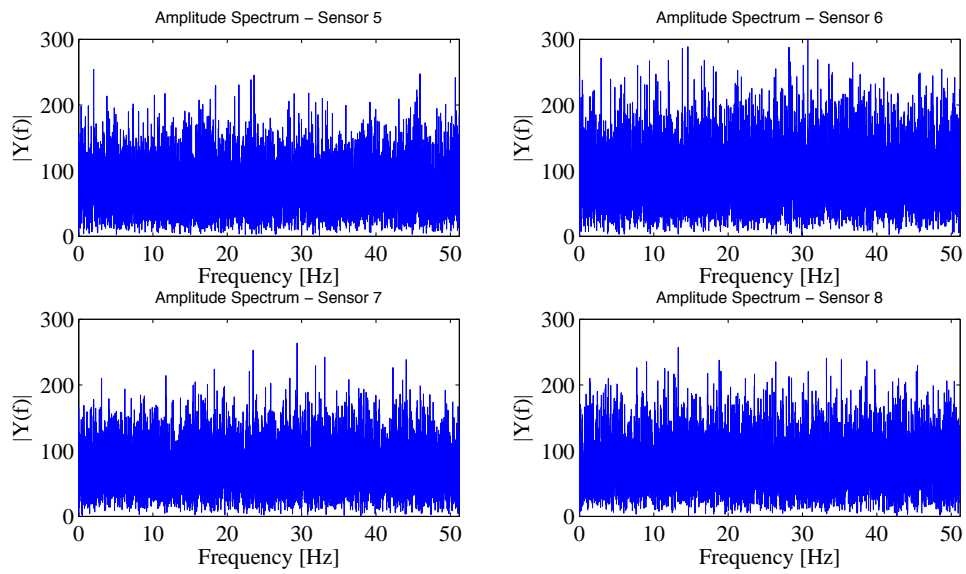 Amplitude Spectrum – Sensor 5
300
200
100
0
|Y(f)|
0 10 20 30 40 50
Frequency [Hz]
Amplitude Spectrum – Sensor 6
300
200
100
0
|Y(f)|
0 10 20 30 40 50
Frequency [Hz]
Amplitude Spectrum – Sensor 7
300
200
100
0
|Y(f)|
0 10 20 30 40 50
Frequency [Hz]
Amplitude Spectrum – Sensor 8
300
200
100
0
|Y(f)|
0 10 20 30 40 50
Frequency [Hz]